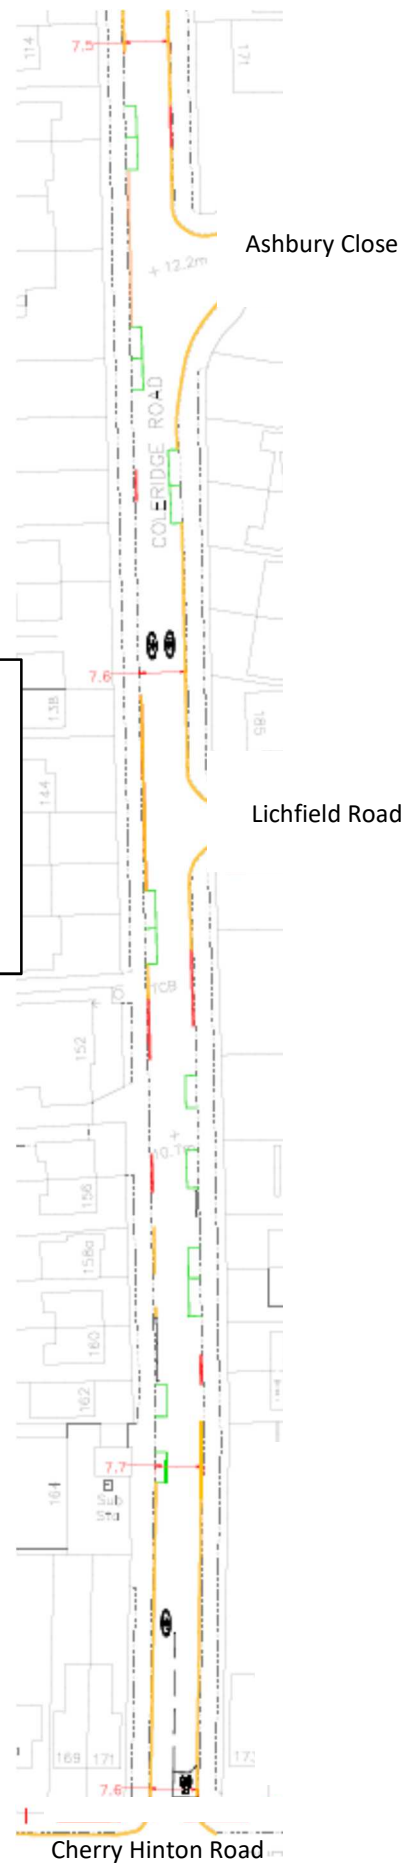 7.5
114
171
Ashbury Close
+ 12.2m
COLERIDGE ROAD
7.6
138
185
144
Lichfield Road
TCB
152
+
10.7m
156
158a
160
162
7.7
164
El
Sub
Sta
169 171
7.6
Cherry Hinton Road